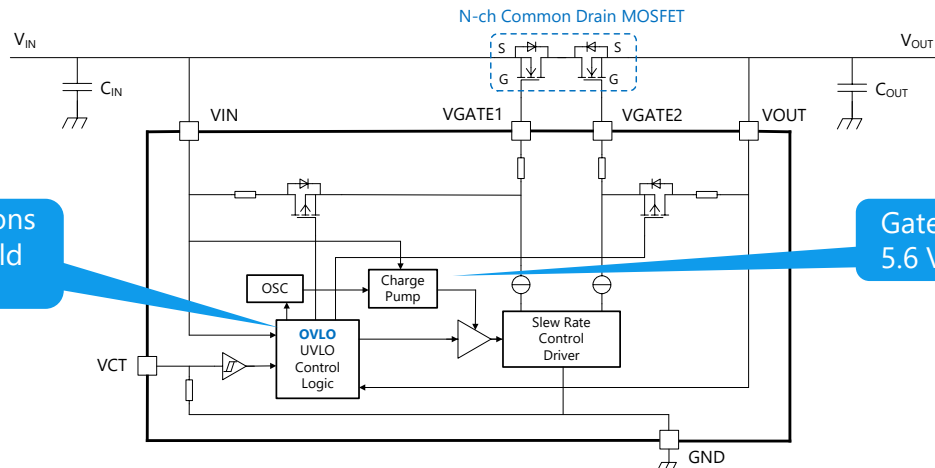 N-ch Common Drain MOSFET
VIN
VOUT
S
S
G
G
CIN
COUT
VIN
VGATE1
VGATE2
VOUT
ons
ld
Gate
5.6 V
OSC
Charge
Pump
OVLO
UVLO
Control
Logic
Slew Rate
Control
Driver
VCT
GND